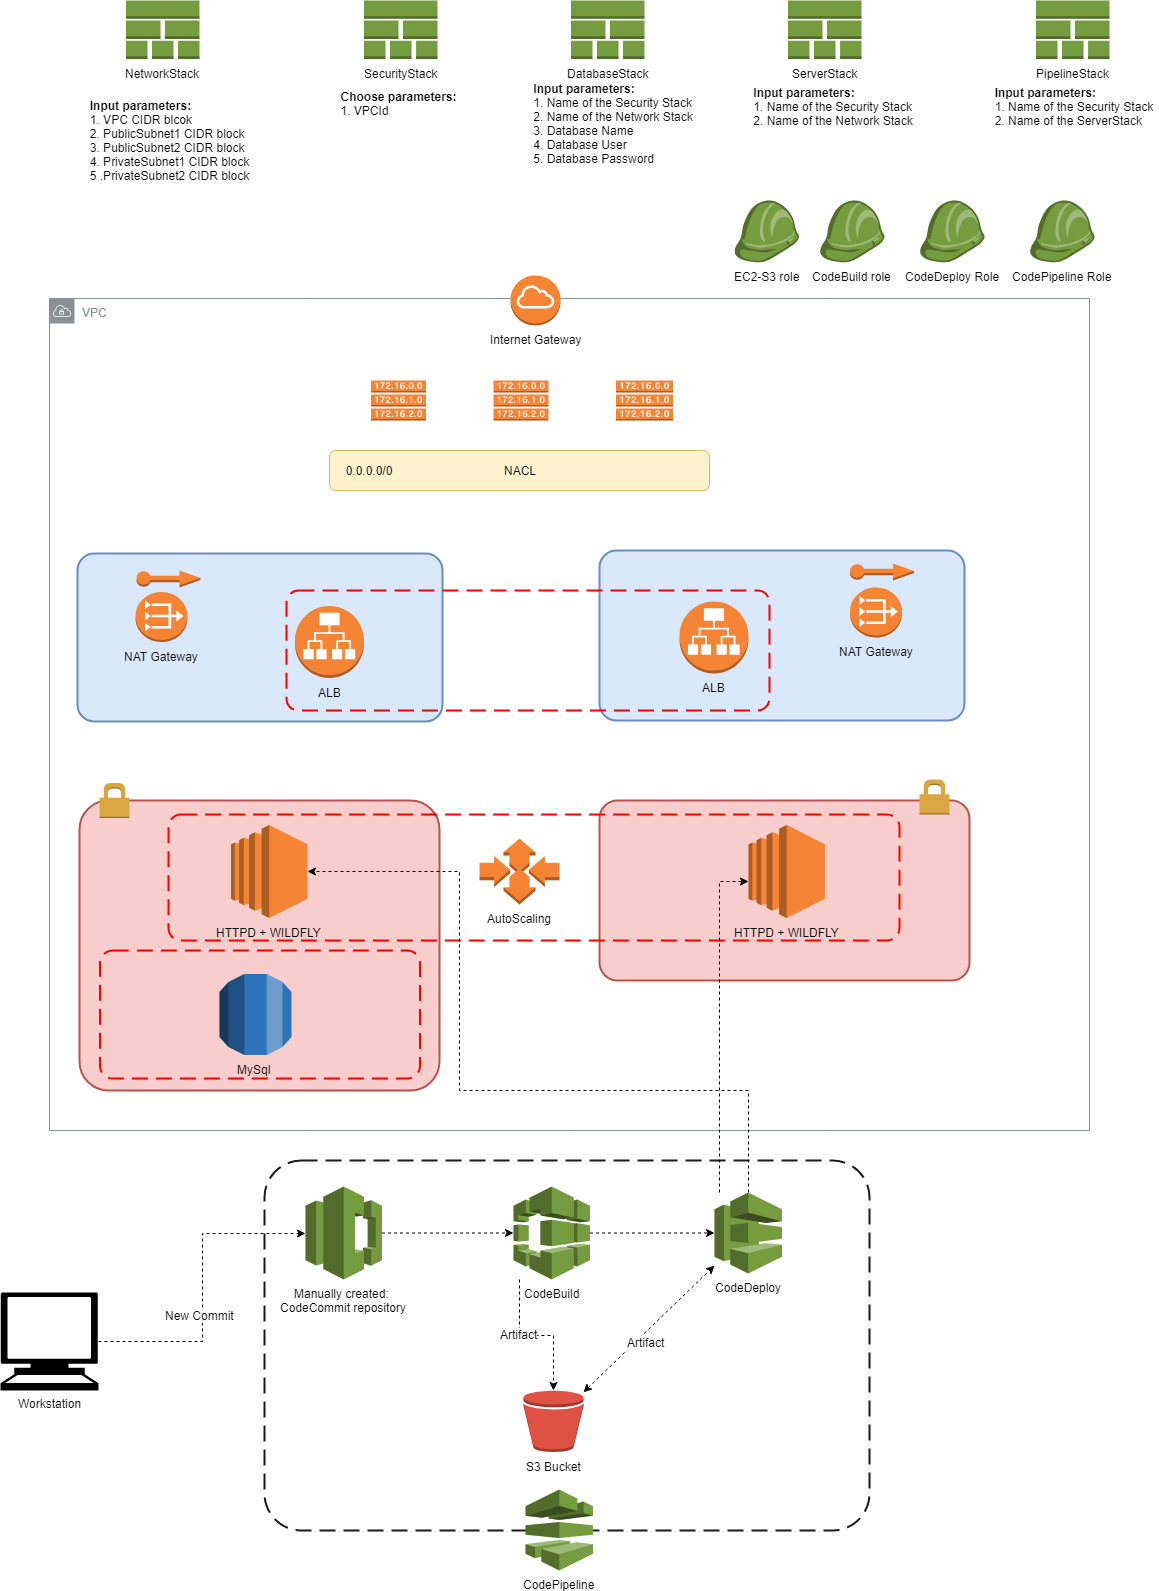 NetworkStack
Input parameters:
1. VPC CIDR blcok
2. PublicSubnet1 CIDR block
3. PublicSubnet2 CIDR block
4. PrivateSubnet1 CIDR block
5 .PrivateSubnet2 CIDR block
SecurityStack
Choose parameters:
1. VPCId
DatabaseStack
Input parameters:
1. Name of the Security Stack
2. Name of the Network Stack
3. Database Name
4. Database User
5. Database Password
ServerStack
Input parameters:
1. Name of the Security Stack
2. Name of the Network Stack
PipelineStack
Input parameters:
1. Name of the Security Stack
2. Name of the ServerStack
EC2-S3 role
CodeBuild role
CodeDeploy Role
CodePipeline Role
VPC
Internet Gateway
172.16.0.0
172.16.1.0
172.16.2.0
172.16.0.0
172.16.1.0
172.16.2.0
172.16.0.0
172.16.1.0
172.16.2.0
0.0.0.0/0
NACL
NAT Gateway
ALB
ALB
NAT Gateway
HTTPD + WILDFLY
AutoScaling
HTTPD + WILDFLY
MySql
Manually created:
CodeCommit repository
CodeBuild
CodeDeploy
New Commit
Artifact
Artifact
Workstation
S3 Bucket
CodePipeline